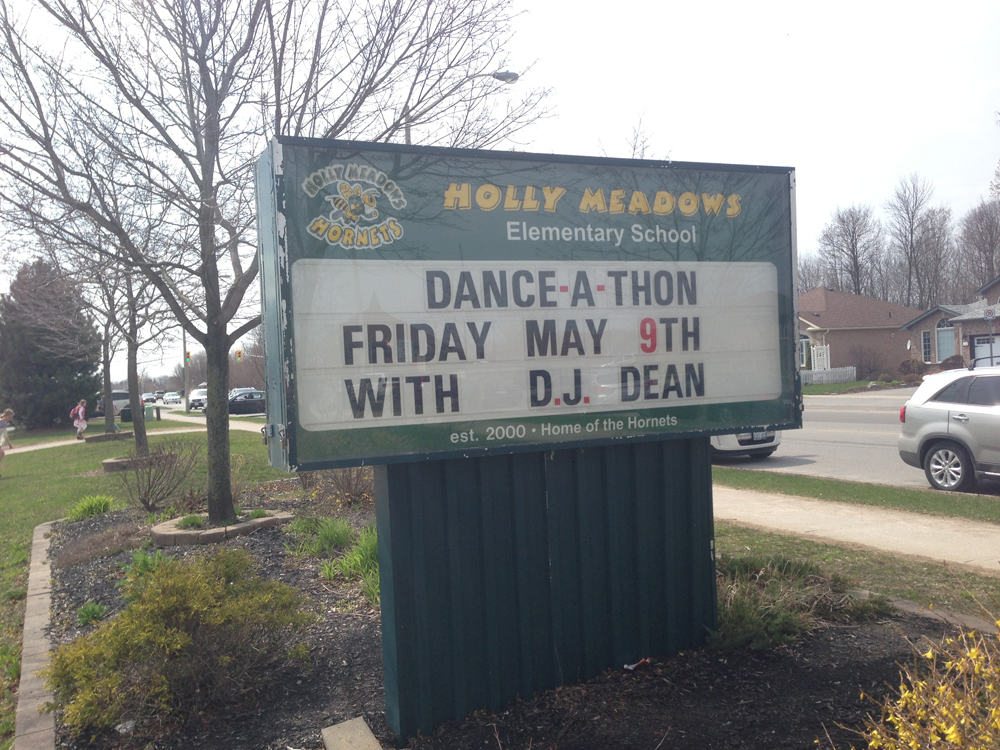 HOLLY MEADOWS
HORNETS
HOLLY MEADOWS
Elementary School
DANCE-A-THON
FRIDAY MAY 9TH
WITH D.J. DEAN
est. 2000 • Home of the Hornets